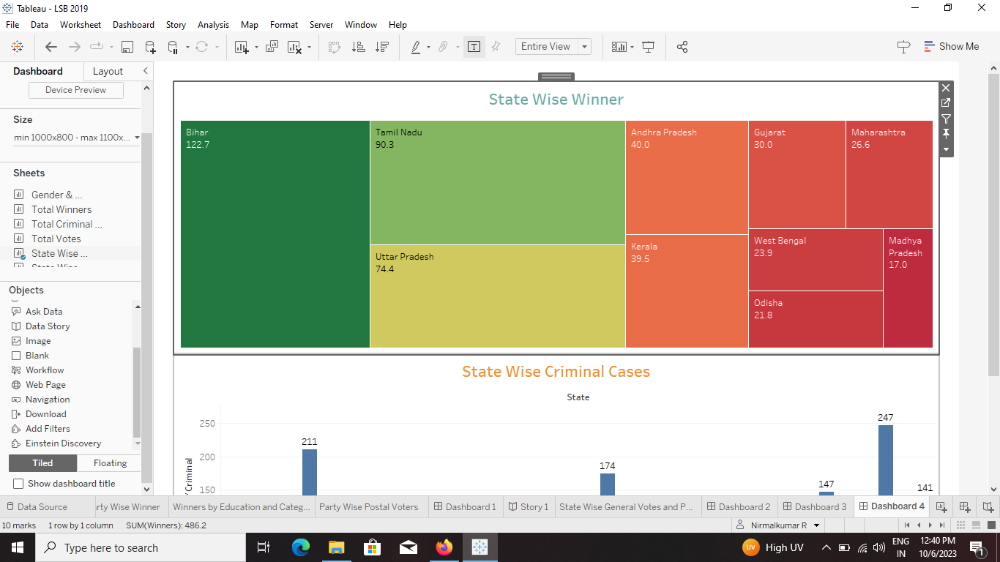 Tableau - LSB 2019
File Data Worksheet Dashboard Story Analysis Map Format Server Window Help
Entire View
Show Me
Dashboard Layout
Device Preview
Size
min 1000x800 - max 1100x...
Sheets
Gender & ...
Total Winners
Total Criminal ...
Total Votes
State Wise ...
State Wise
Objects
Ask Data
Data Story
Image
Blank
Workflow
Web Page
Navigation
Download
Add Filters
Einstein Discovery
Tiled Floating
Show dashboard title
State Wise Winner
Bihar
122.7
Tamil Nadu
90.3
Uttar Pradesh
74.4
Andhra Pradesh
40.0
Kerala
39.5
Gujarat
30.0
Maharashtra
26.6
West Bengal
23.9
Odisha
21.8
Madhya
Pradesh
17.0
State Wise Criminal Cases
State
Criminal
250
200
150
211
174
147
247
141
Data Source rty Wise Winner Winners by Education and Categ... Party Wise Postal Voters Dashboard 1 Story 1 State Wise General Votes and P... Dashboard 2 Dashboard 3 Dashboard 4
10 marks 1 row by 1 column SUM(Winners): 486.2 Nirmalkumar R
Type here to search
UV High UV
ENG
IN
12:40 PM
10/6/2023
1